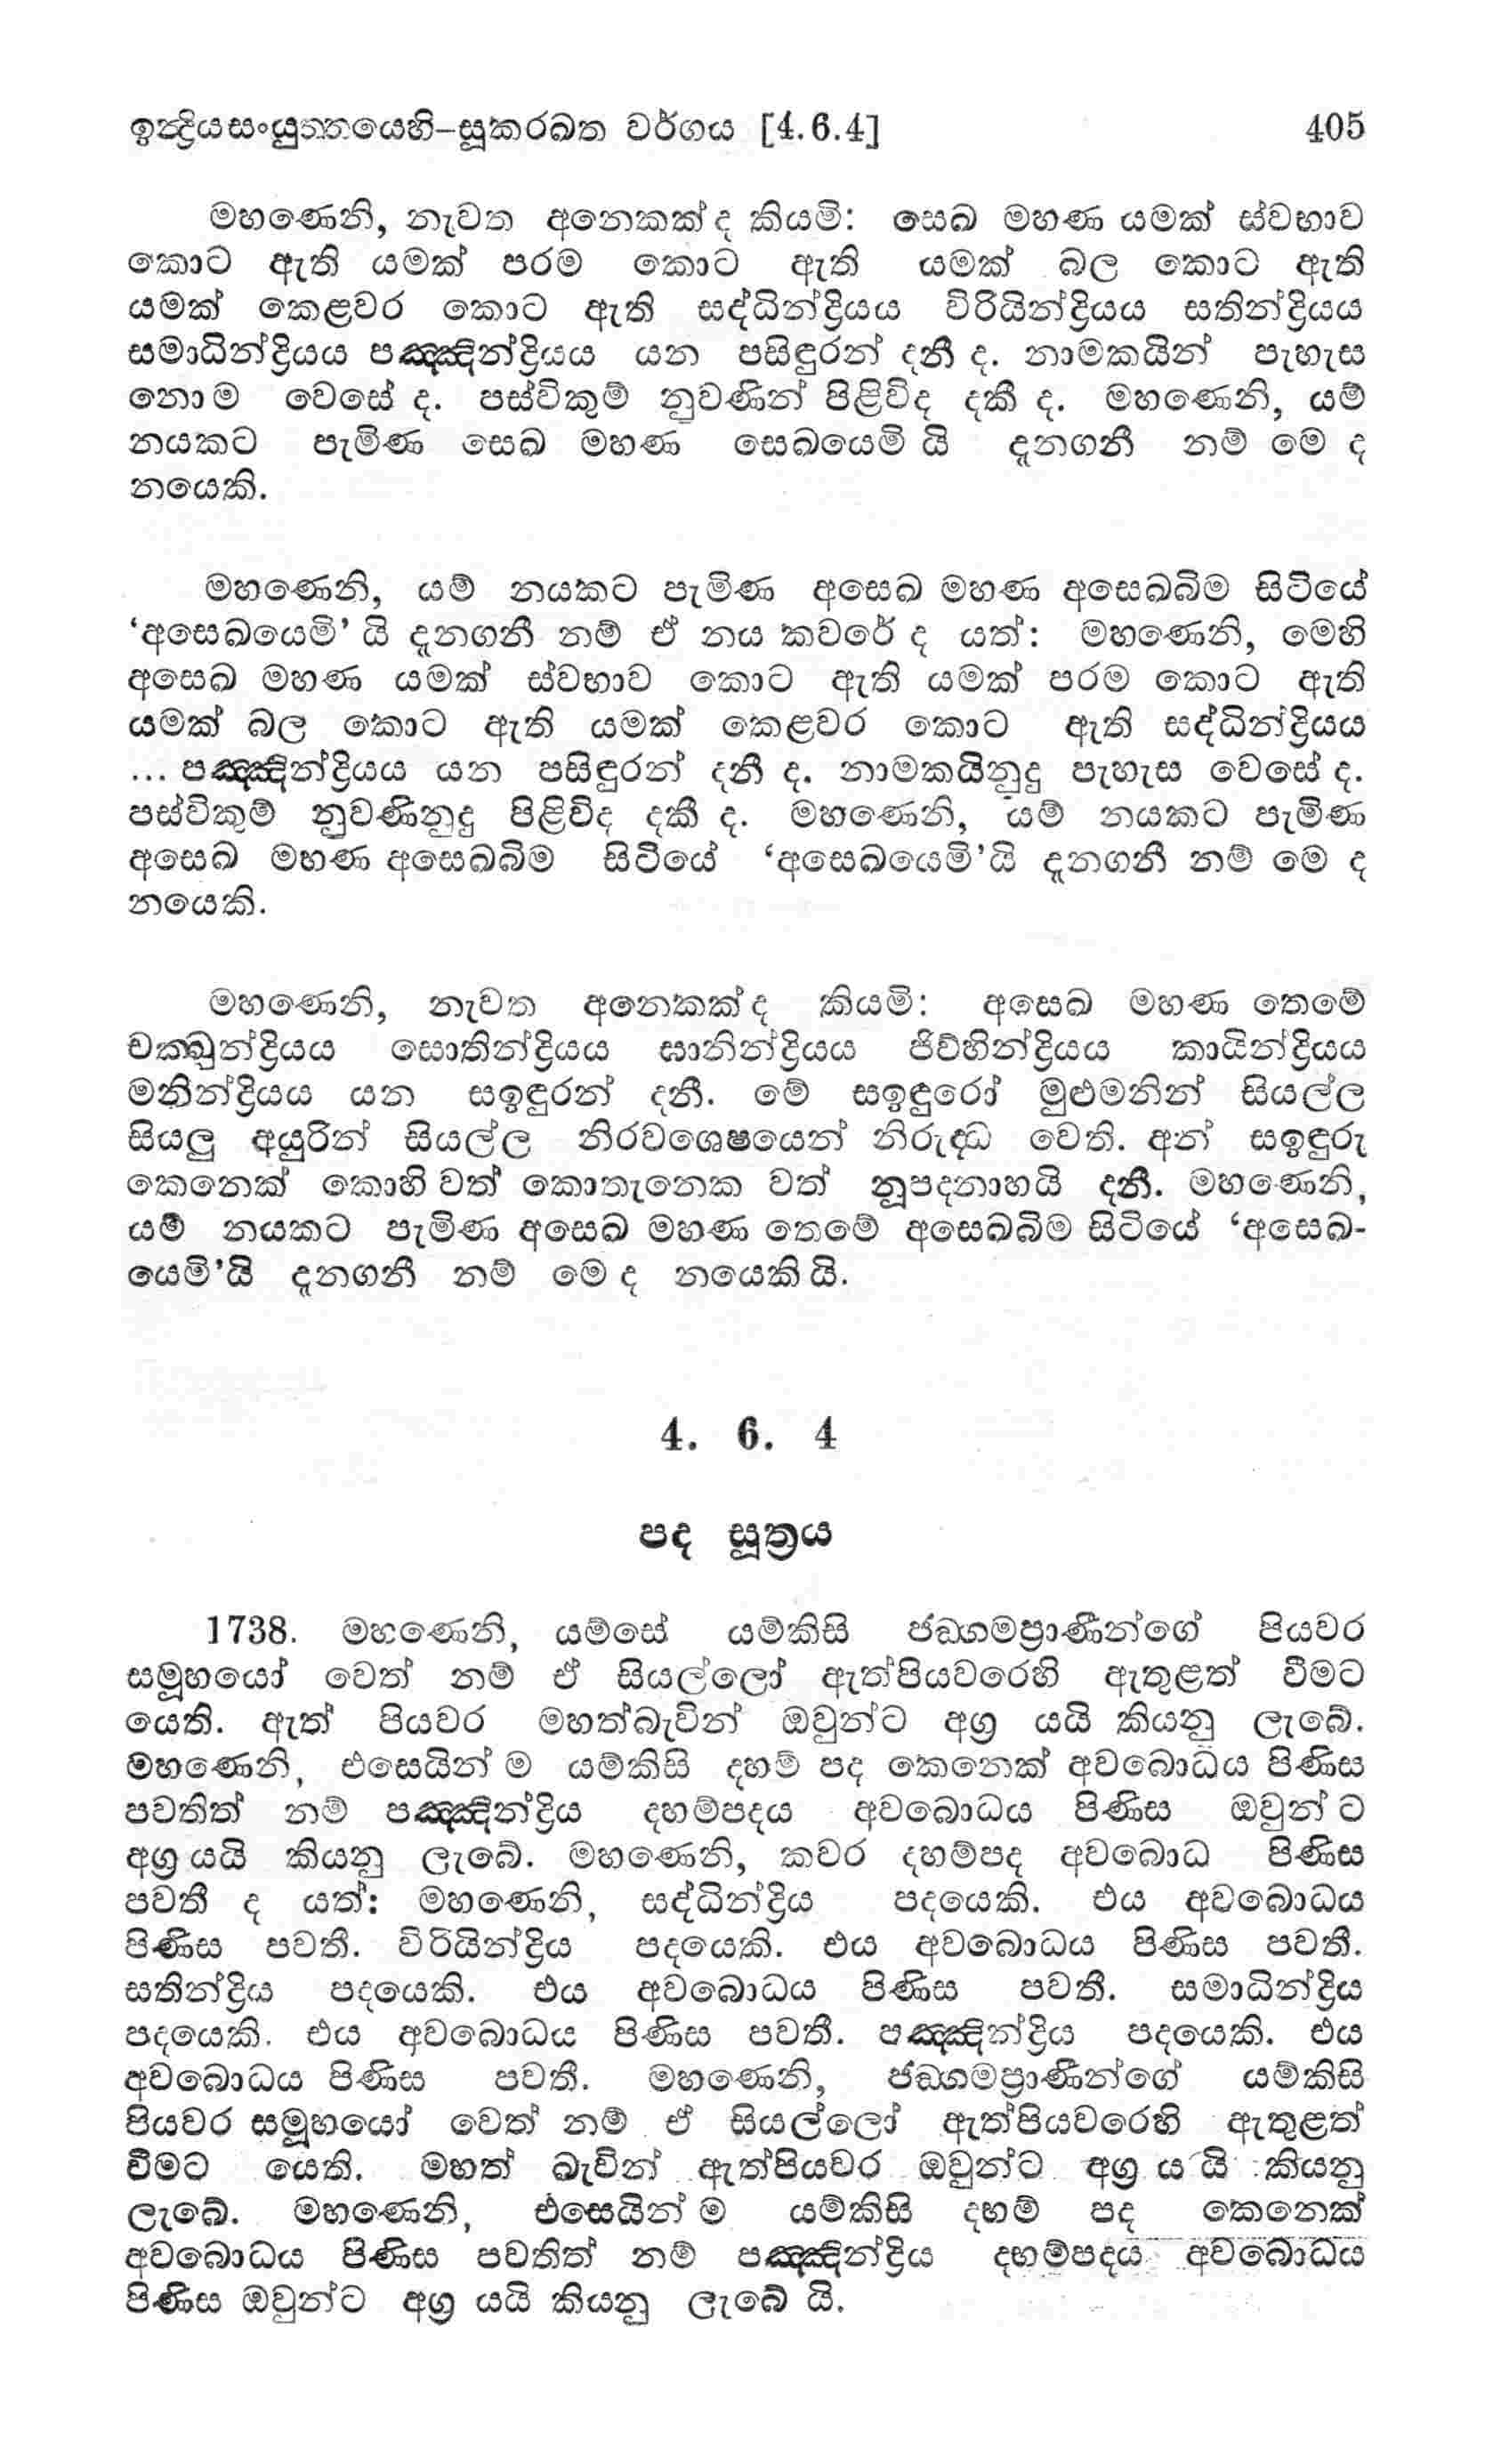 ඉන්ද්‍රියසංයුත්තයෙහි–සූකරඛත වර්ගය [4.6.4] 405
මහණෙනි, නැවත අනෙකක් ද කියමි: සෙඛ මහණ යමක් ස්වභාව
කොට ඇති යමක් පරම කොට ඇති යමක් බල කොට ඇති
යමක් කෙළවර කොට ඇති සද්ධින්ද්‍රියය විරියින්ද්‍රියය සතින්ද්‍රියය
සමාධින්ද්‍රියය පඤ්ඤින්ද්‍රියය යන පසිඳුරන් දනී ද. නාමකයින් පැහැස
නො ම වෙසේ ද. පස්විකුම් නුවණින් පිළිවිද දකී ද. මහණෙනි, යම්
නයකට පැමිණ සෙඛ මහණ සෙඛයෙමි යි දැනගනී නම් මෙ ද
නයෙකි.
මහණෙනි, යම් නයකට පැමිණ අසෙඛ මහණ අසෙඛබිම සිටියේ
‘අසෙඛයෙමි’ යි දැනගනී නම් ඒ නය කවරේ ද යත්: මහණෙනි, මෙහි
අසෙඛ මහණ යමක් ස්වභාව කොට ඇති යමක් පරම කොට ඇති
යමක් බල කොට ඇති යමක් කෙළවර කොට ඇති සද්ධින්ද්‍රියය
... පඤ්ඤින්ද්‍රියය යන පසිඳුරන් දනී ද. නාමකයිනුදු පැහැස වෙසේ ද.
පස්විකුම් නුවණිනුදු පිළිවිද දකී ද. මහණෙනි, යම් නයකට පැමිණ
අසෙඛ මහණ අසෙඛබිම සිටියේ ‘අසෙඛයෙමි’යි දැනගනී නම් මෙ ද
නයෙකි.
මහණෙනි, නැවත අනෙකක් ද කියමි: අසෙඛ මහණ තෙමේ
චක්ඛුන්ද්‍රියය සොතින්ද්‍රියය ඝානින්ද්‍රියය ජිව්හින්ද්‍රියය කායින්ද්‍රියය
මනින්ද්‍රියය යන සඉඳුරන් දනී. මේ සඉඳුරෝ මුළුමනින් සියල්ල
සියලු අයුරින් සියල්ල නිරවශෙෂයෙන් නිරුද්ධ වෙති. අන් සඉඳුරු
කෙනෙක් කොහි වත් කොතැනෙක වත් නූපදනාහයි දනී. මහණෙනි,
යම් නයකට පැමිණ අසෙඛ මහණ තෙමේ අසෙඛබිම සිටියේ ‘අසෙඛ-
යෙමි’යි දැනගනී නම් මෙ ද නයෙකි යි.
4. 6. 4
පද සූත්‍රය
1738. මහණෙනි, යම්සේ යම්කිසි ජඞ්ගමප්‍රාණීන්ගේ පියවර
සමූහයෝ වෙත් නම් ඒ සියල්ලෝ ඇත්පියවරෙහි ඇතුළත් වීමට
යෙති. ඇත් පියවර මහත්බැවින් ඔවුන්ට අග්‍ර යයි කියනු ලැබේ.
මහණෙනි, එසෙයින් ම යම්කිසි දහම් පද කෙනෙක් අවබොධය පිණිස
පවතිත් නම් පඤ්ඤින්ද්‍රිය දහම්පදය අවබොධය පිණිස ඔවුන් ට
අග්‍ර යයි කියනු ලැබේ. මහණෙනි, කවර දහම්පද අවබොධ පිණිස
පවතී ද යත්: මහණෙනි, සද්ධින්ද්‍රිය පදයෙකි. එය අවබොධය
පිණිස පවතී. විරියින්ද්‍රිය පදයෙකි. එය අවබොධය පිණිස පවතී.
සතින්ද්‍රිය පදයෙකි. එය අවබොධය පිණිස පවතී. සමාධින්ද්‍රිය
පදයෙකි. එය අවබොධය පිණිස පවතී. පඤ්ඤින්ද්‍රිය පදයෙකි. එය
අවබොධය පිණිස පවතී. මහණෙනි, ජඞ්ගමප්‍රාණීන්ගේ යම්කිසි
පියවර සමූහයෝ වෙත් නම් ඒ සියල්ලෝ ඇත්පියවරෙහි ඇතුළත්
වීමට යෙති. මහත් බැවින් ඇත්පියවර ඔවුන්ට අග්‍ර ය යි කියනු
ලැබේ. මහණෙනි, එසෙයින් ම යම්කිසි දහම් පද කෙනෙක්
අවබොධය පිණිස පවතිත් නම් පඤ්ඤින්ද්‍රිය දහම්පදය අවබොධය
පිණිස ඔවුන්ට අග්‍ර යයි කියනු ලැබේ යි.